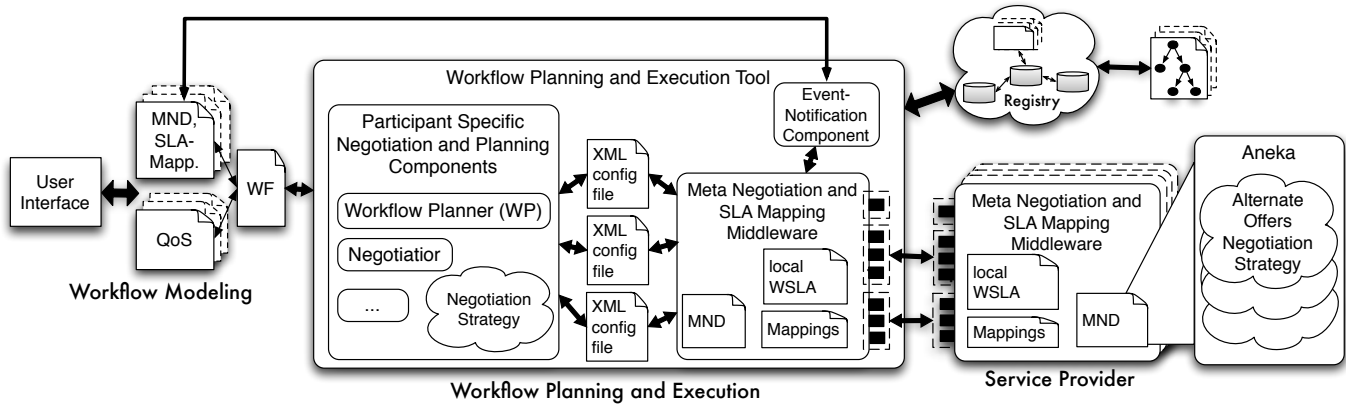 User
Interface
MND,
SLA-
Mapp.
QoS
WF
Workflow Modeling
Workflow Planning and Execution Tool
Participant Specific
Negotiation and Planning
Components
Workflow Planner (WP)
Negotiatior
...
Negotiation
Strategy
XML
config
file
XML
config
file
XML
config
file
Event-
Notification
Component
Meta Negotiation and
SLA Mapping
Middleware
local
WSLA
MND
Mappings
Workflow Planning and Execution
Registry
Meta Negotiation and
SLA Mapping
Middleware
local
WSLA
Mappings
MND
Service Provider
Aneka
Alternate
Offers
Negotiation
Strategy